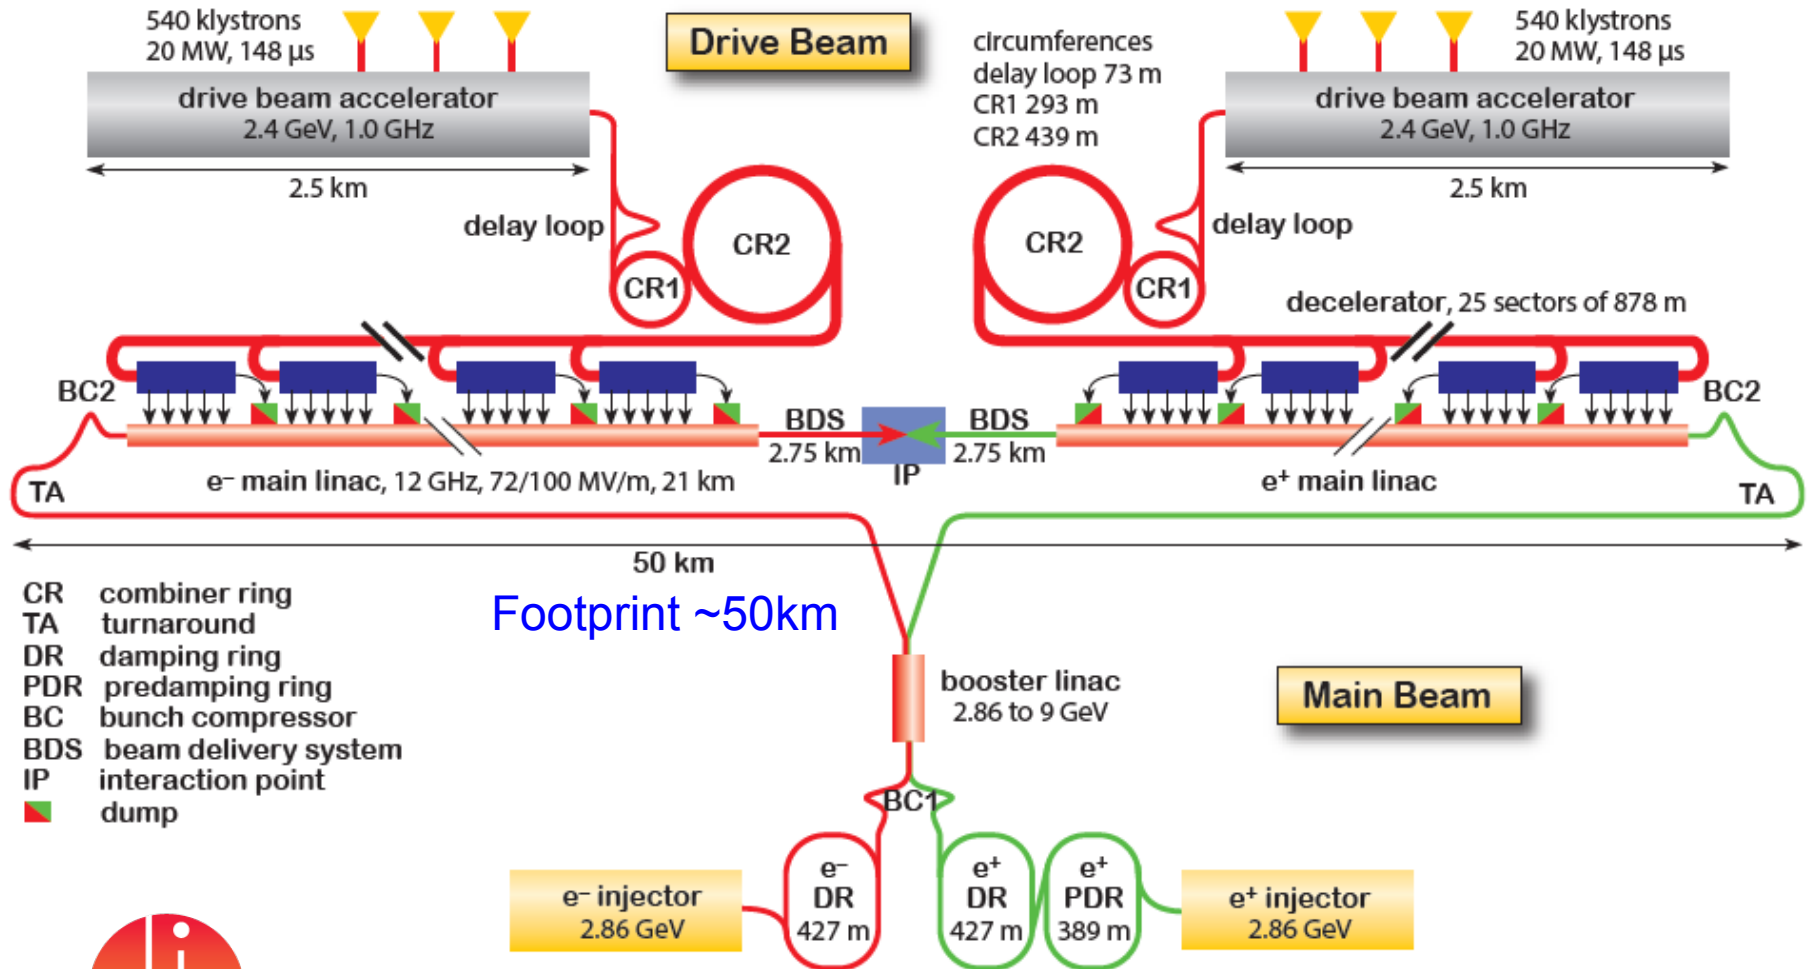 540 klystrons
20 MW, 148 µs
Drive Beam
circumferences
delay loop 73 m
CR1 293 m
CR2 439 m
540 klystrons
20 MW, 148 µs
drive beam accelerator
2.4 GeV, 1.0 GHz
drive beam accelerator
2.4 GeV, 1.0 GHz
2.5 km
2.5 km
delay loop
CR2
CR1
CR2
CR1
delay loop
decelerator, 25 sectors of 878 m
BC2
BC2
BDS
2.75 km
IP
BDS
2.75 km
TA
e⁻ main linac, 12 GHz, 72/100 MV/m, 21 km
e⁺ main linac
TA
50 km
CR combiner ring
TA turnaround
DR damping ring
PDR predamping ring
BC bunch compressor
BDS beam delivery system
IP interaction point
dump
Footprint ~50km
booster linac
2.86 to 9 GeV
Main Beam
BC1
e⁻ injector
2.86 GeV
e⁻
DR
427 m
e⁺
DR
427 m
e⁺
PDR
389 m
e⁺ injector
2.86 GeV